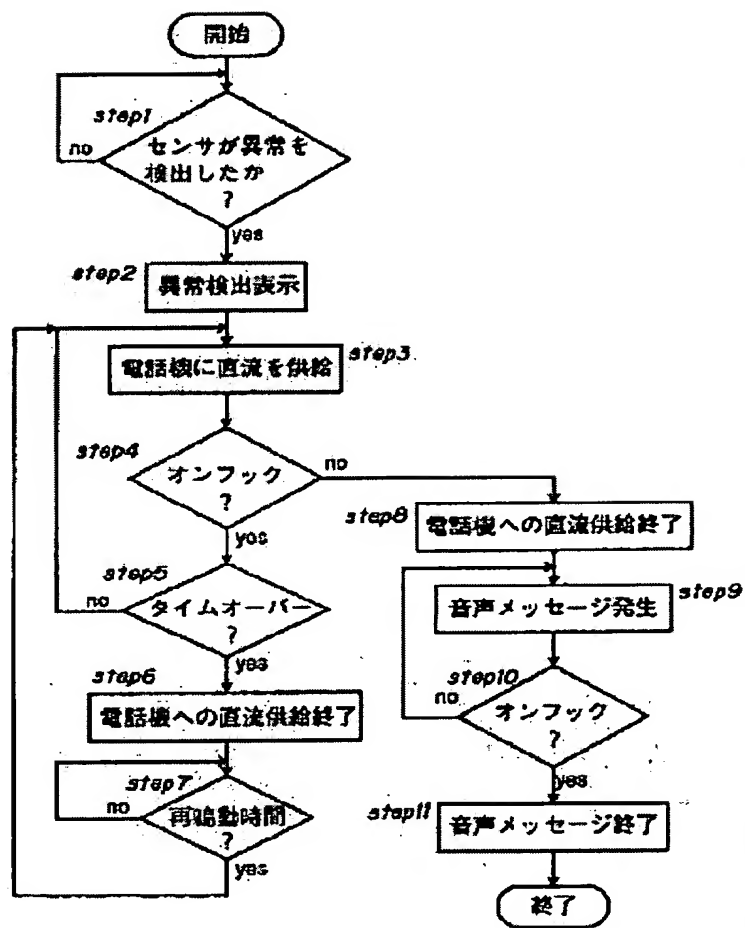 開始
step1
センサが異常を
検出したか
?
no
yes
step2
異常検出表示
電話機に直流を供給
step3
step4
オンフック
?
no
yes
step5
タイムオーバー
?
no
yes
step6
電話機への直流供給終了
step7
再鳴動時間
?
no
yes
step8
電話機への直流供給終了
音声メッセージ発生
step9
step10
オンフック
?
no
yes
step11
音声メッセージ終了
終了